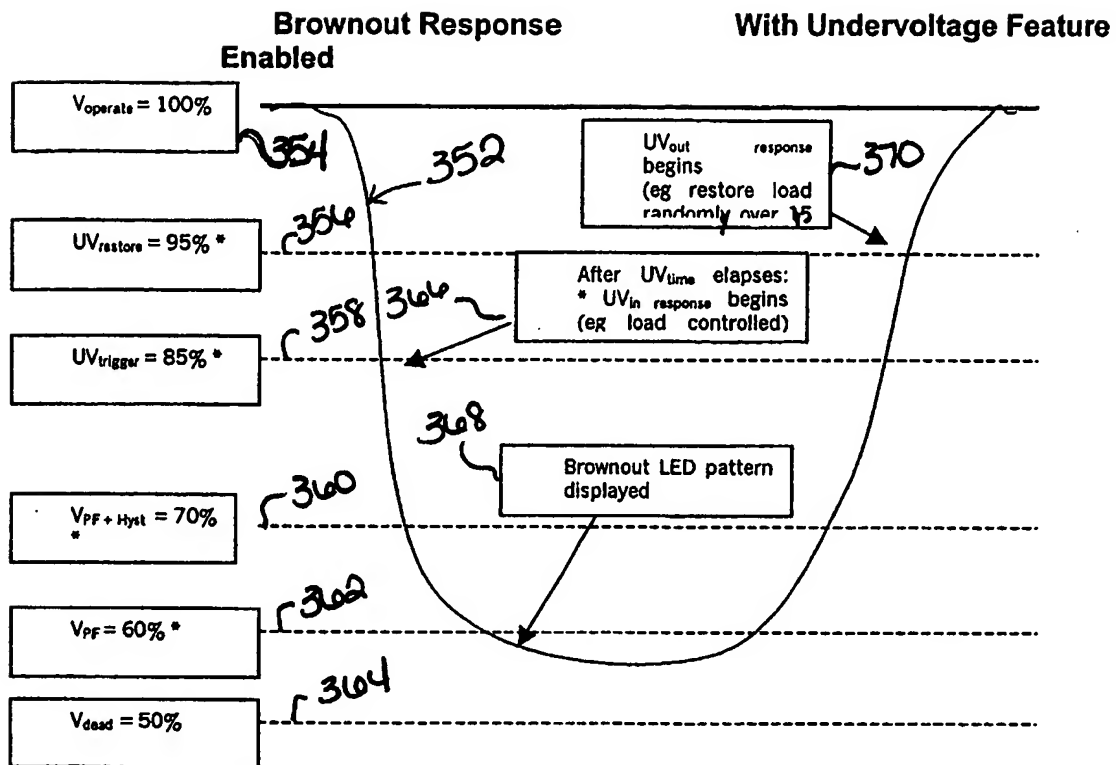 Brownout Response With Undervoltage Feature
Enabled
Voperate = 100%
354
352
UVout response
begins
(eg restore load
randomly over 15
370
UVrestore = 95% *
356
After UVtime elapses:
* UVin response begins
(eg load controlled)
366
358
UVtrigger = 85% *
368
Brownout LED pattern
displayed
360
VPF + Hyst = 70%
*
362
VPF = 60% *
364
Vdead = 50%